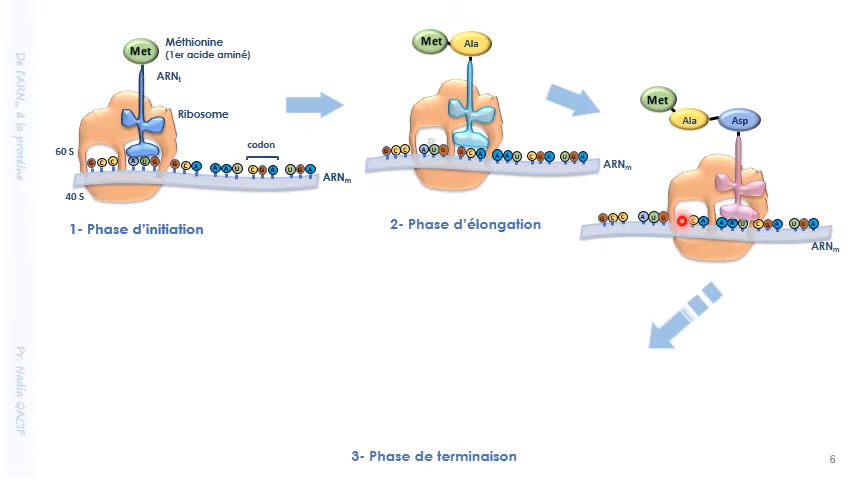 De l'ARNm à la protéine
Pr. Nadia QACIF
Met
Méthionine
(1er acide aminé)
ARNt
Ribosome
60 S
codon
G C C A U G G C A A A U C G A U G A
ARNm
40 S
1- Phase d'initiation
Met Ala
G C C A U G G C A A A U C G A U G A
ARNm
2- Phase d'élongation
Met
Ala Asp
G C C A U G C A A A U C G A U G A
ARNm
3- Phase de terminaison
6